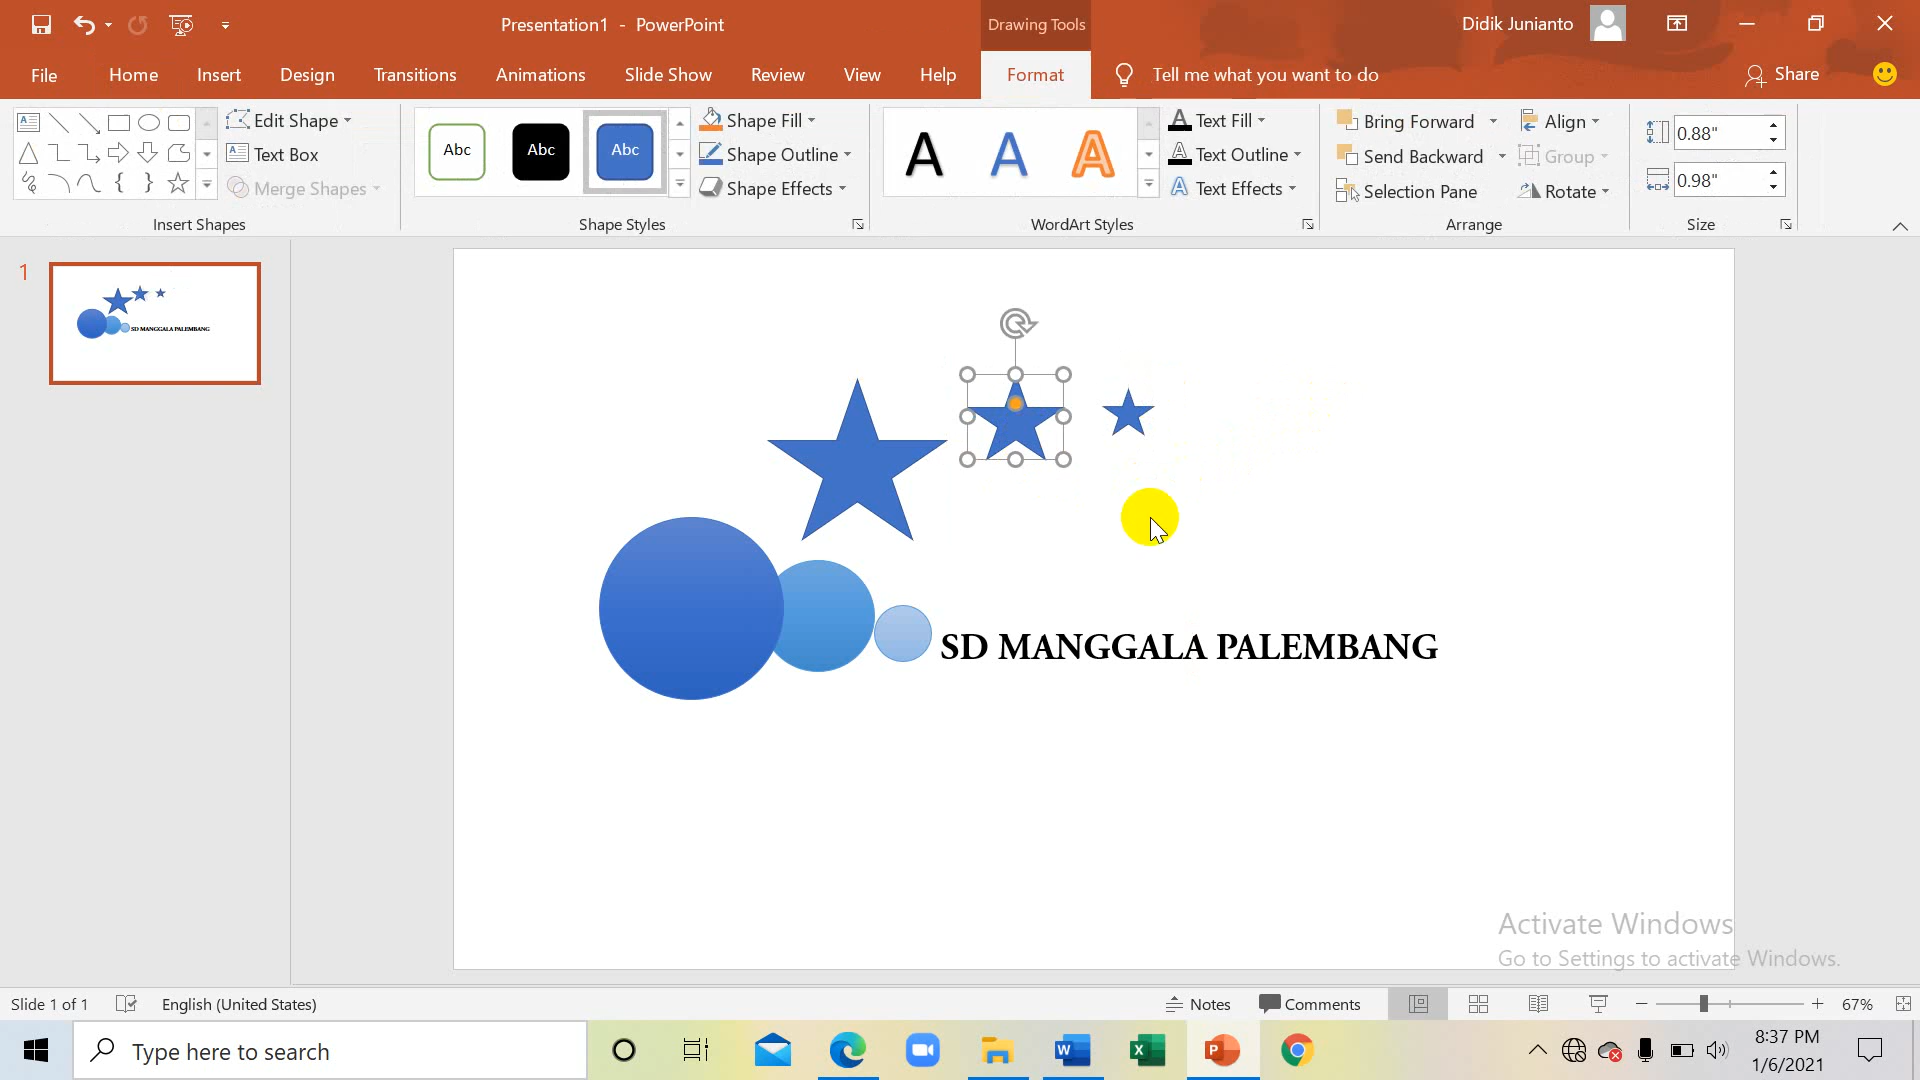 Presentation1 - PowerPoint
Drawing Tools
Didik Junianto
File Home Insert Design Transitions Animations Slide Show Review View Help Format Tell me what you want to do Share
Edit Shape
Text Box
Merge Shapes
Insert Shapes
Abc Abc Abc
Shape Fill
Shape Outline
Shape Effects
Shape Styles
A A A
Text Fill
Text Outline
Text Effects
WordArt Styles
Bring Forward
Send Backward
Selection Pane
Align
Group
Rotate
Arrange
0.88"
0.98"
Size
1
SD MANGGALA PALEMBANG
SD MANGGALA PALEMBANG
Activate Windows
Go to Settings to activate Windows.
Slide 1 of 1
English (United States)
Notes
Comments
67%
Type here to search
8:37 PM
1/6/2021